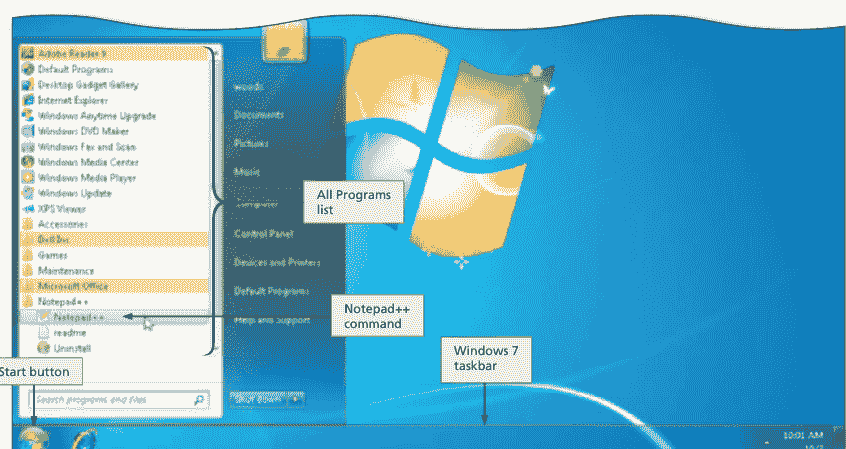 Adobe Reader 9
Default Programs
Desktop Gadget Gallery
Internet Explorer
Windows Anytime Upgrade
Windows DVD Maker
Windows Fax and Scan
Windows Media Center
Windows Media Player
Windows Update
XPS Viewer
Accessories
Games
Maintenance
Microsoft Office
Notepad++
Notepad++
readme
Uninstall
Search programs and files
Documents
Pictures
Music
Computer
Control Panel
Devices and Printers
Default Programs
Help and Support
Shut down
All Programs
list
Notepad++
command
Windows 7
taskbar
Start button
10:01 AM